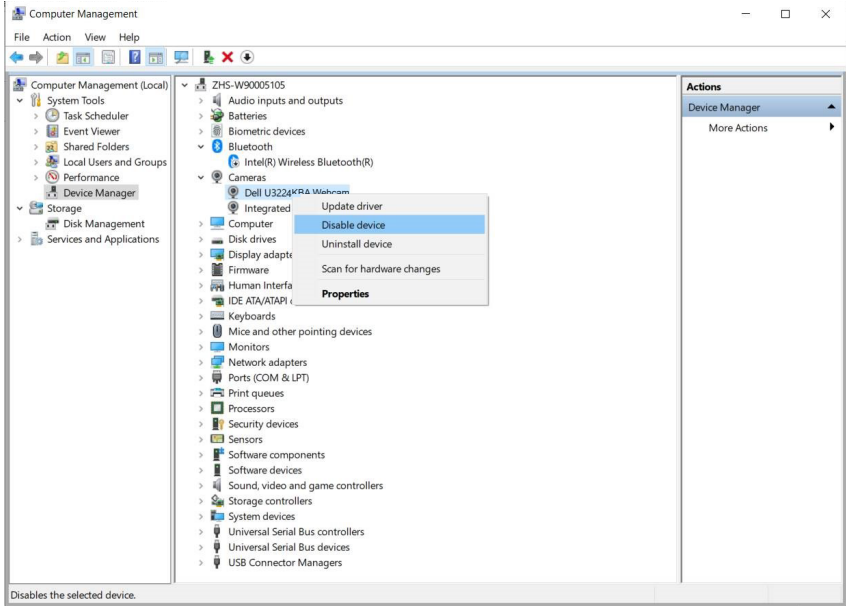 Computer Management
File Action View Help
Computer Management (Local)
System Tools
Task Scheduler
Event Viewer
Shared Folders
Local Users and Groups
Performance
Device Manager
Storage
Disk Management
Services and Applications
ZHS-W90005105
Audio inputs and outputs
Batteries
Biometric devices
Bluetooth
Intel(R) Wireless Bluetooth(R)
Cameras
Dell U3224KBA Webcam
Integrated
Computer
Disk drives
Display adapte
Firmware
Human Interfa
IDE ATA/ATAPI
Keyboards
Mice and other pointing devices
Monitors
Network adapters
Ports (COM & LPT)
Print queues
Processors
Security devices
Sensors
Software components
Software devices
Sound, video and game controllers
Storage controllers
System devices
Universal Serial Bus controllers
Universal Serial Bus devices
USB Connector Managers
Update driver
Disable device
Uninstall device
Scan for hardware changes
Properties
Actions
Device Manager
More Actions
Disables the selected device.